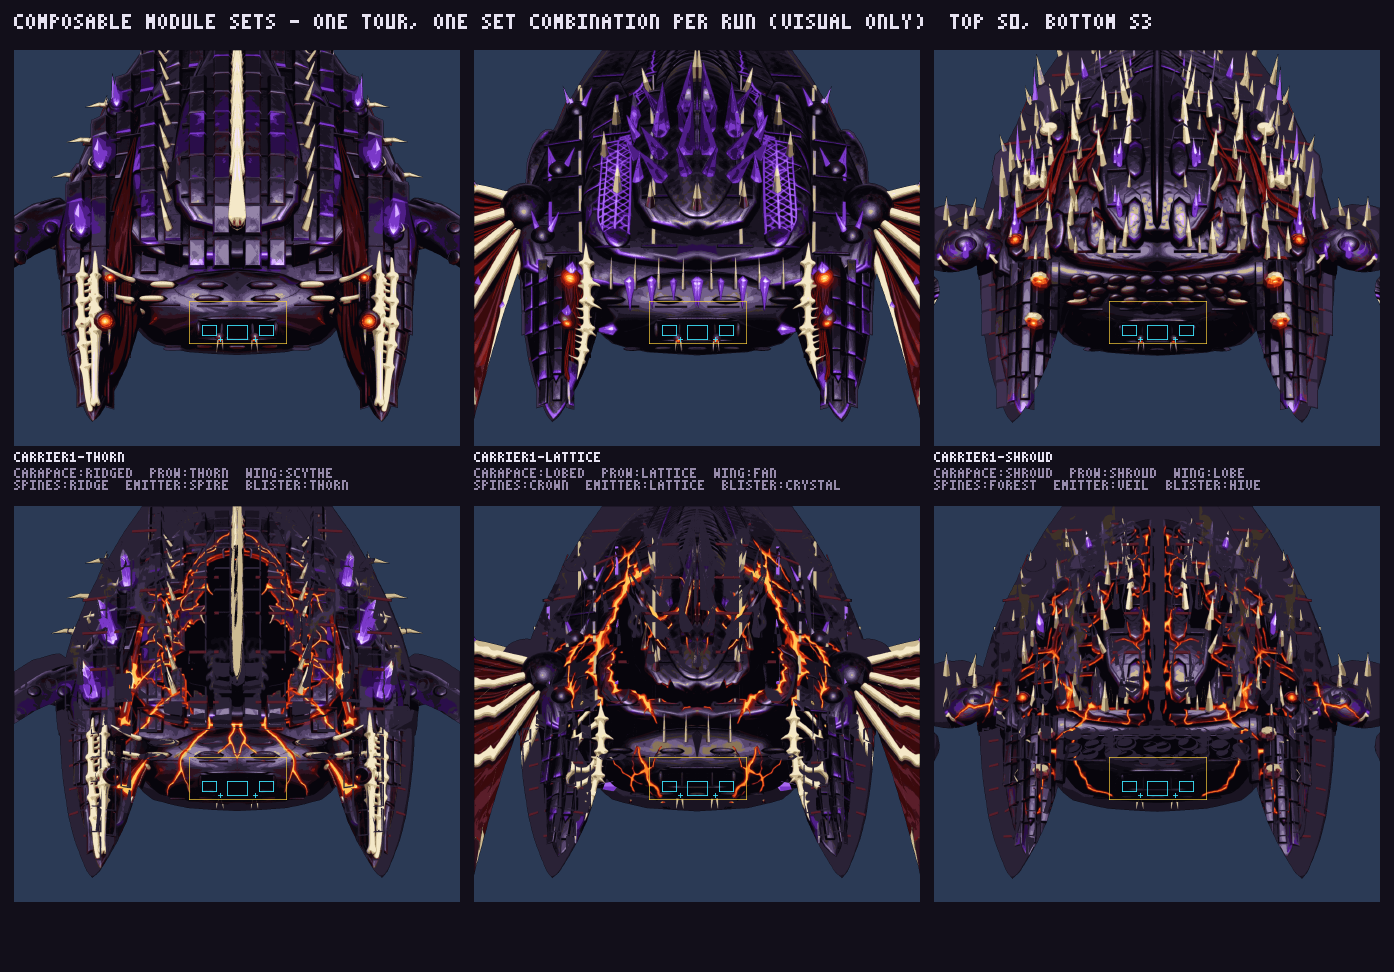 COMPOSABLE MODULE SETS - ONE TOUR, ONE SET COMBINATION PER RUN (VISUAL ONLY)  TOP S0, BOTTOM S3
CARRIER1-THORN
CARAPACE:RIDGED  PROW:THORN  WING:SCYTHE
SPINES:RIDGE  EMITTER:SPIRE  BLISTER:THORN
CARRIER1-LATTICE
CARAPACE:LOBED  PROW:LATTICE  WING:FAN
SPINES:CROWN  EMITTER:LATTICE  BLISTER:CRYSTAL
CARRIER1-SHROUD
CARAPACE:SHROUD  PROW:SHROUD  WING:LOBE
SPINES:FOREST  EMITTER:VEIL  BLISTER:HIVE